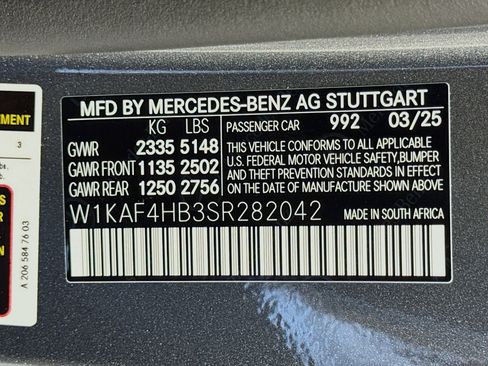 MFD BY MERCEDES-BENZ AG STUTTGART
KG LBS
PASSENGER CAR 992 03/25
GVWR 2335 5148
GAWR FRONT 1135 2502
GAWR REAR 1250 2756
THIS VEHICLE CONFORMS TO ALL APPLICABLE
U.S. FEDERAL MOTOR VEHICLE SAFETY, BUMPER
AND THEFT PREVENTION STANDARDS IN EFFECT
ON THE DATE OF MANUFACTURE SHOWN ABOVE
W1KAF4HB3SR282042 MADE IN SOUTH AFRICA
EMENT
3
lbs.
A 206 584 76 03